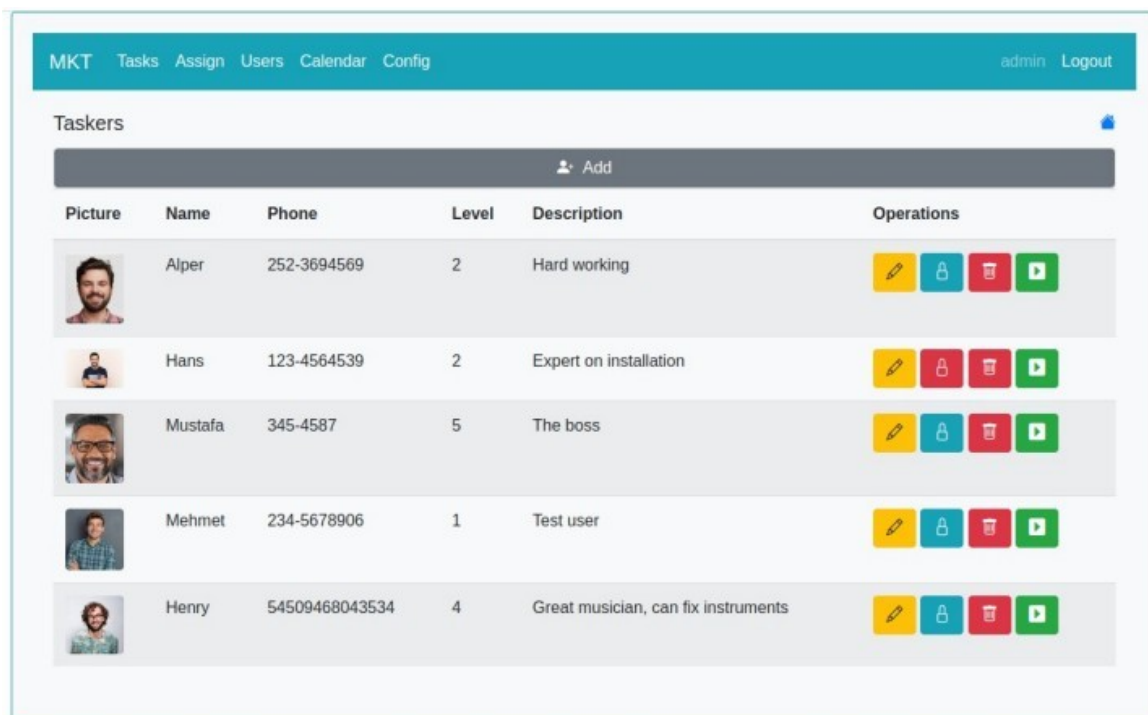 MKT Tasks Assign Users Calendar Config admin Logout
Taskers
Add
Picture Name Phone Level Description Operations
Alper 252-3694569 2 Hard working
Hans 123-4564539 2 Expert on installation
Mustafa 345-4587 5 The boss
Mehmet 234-5678906 1 Test user
Henry 54509468043534 4 Great musician, can fix instruments